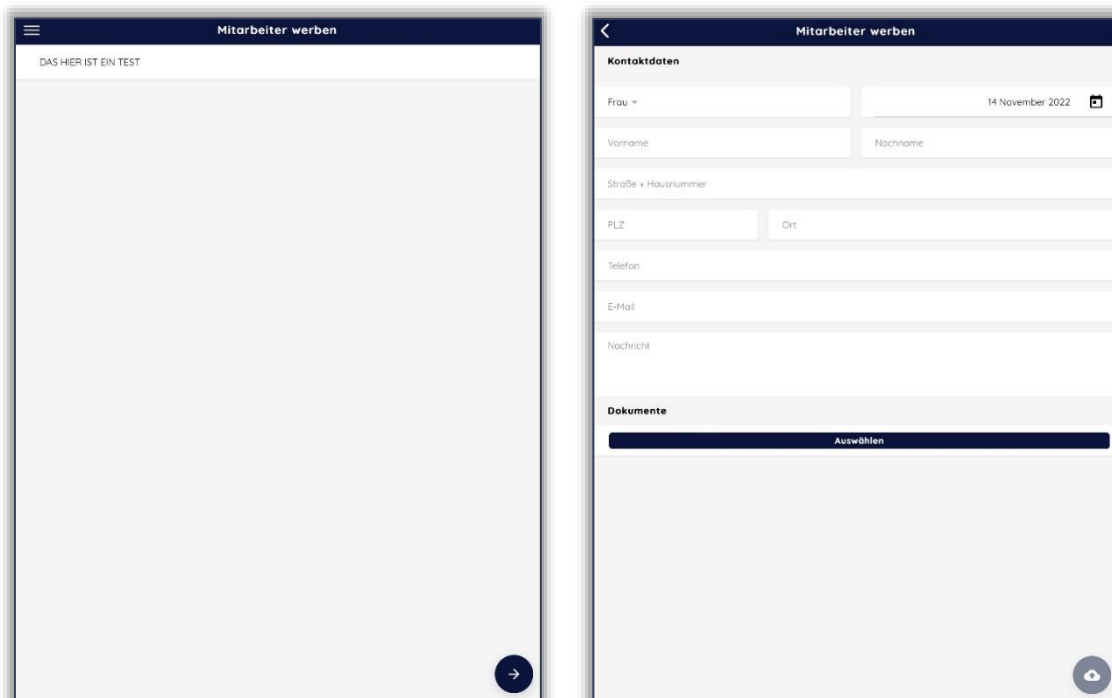 Mitarbeiter werben
DAS HIER IST EIN TEST
Mitarbeiter werben
Kontaktdaten
Frau
14 November 2022
Vorname
Nachname
Straße + Hausnummer
PLZ
Ort
Telefon
E-Mail
Nachricht
Dokumente
Auswählen